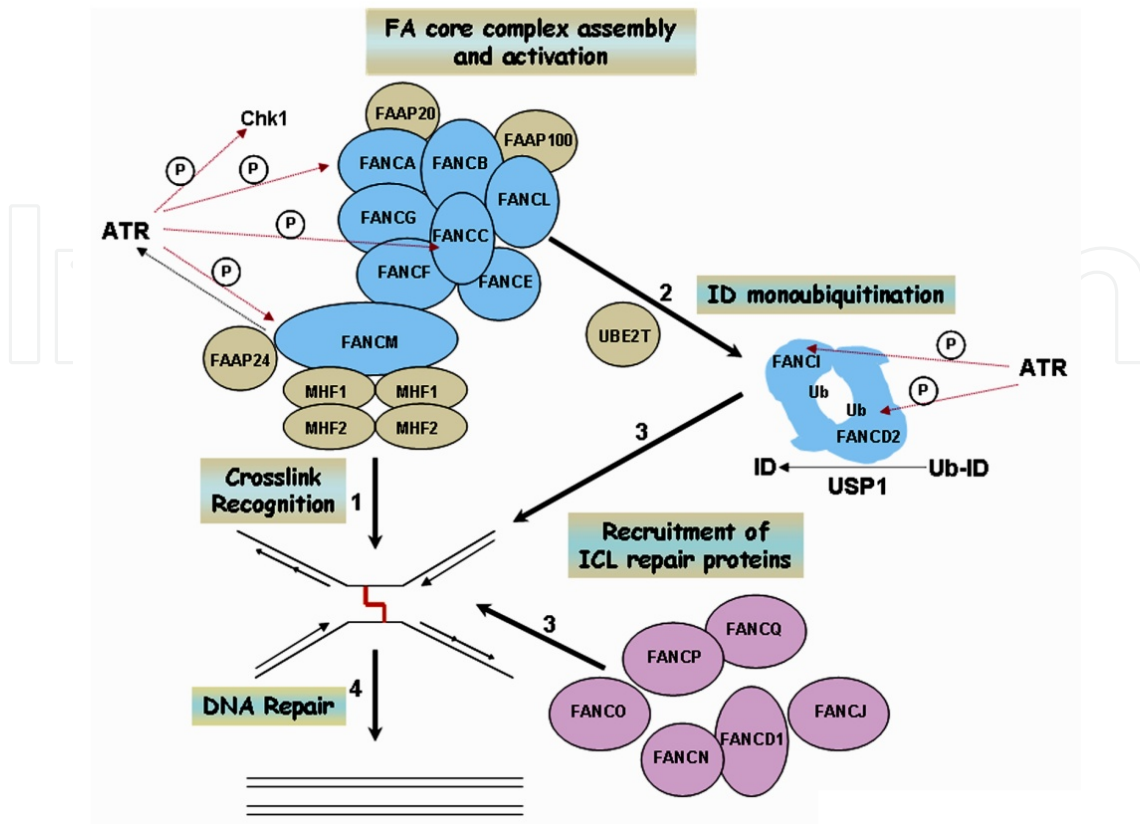 FA core complex assembly
and activation
FAAP20
Chk1
FAAP100
P
P
FANCA
FANCB
FANCL
FANCG
P
ATR
FANCC
P
FANCF
FANCE
2
ID monoubiquitination
UBE2T
FANCM
FAAP24
P
FANCI
ATR
Ub
P
Ub
MHF1
MHF1
MHF2
MHF2
FANCD2
3
ID
Ub-ID
USP1
Crosslink
Recognition
1
Recruitment of
ICL repair proteins
3
FANCQ
FANCP
4
DNA Repair
FANCO
FANCJ
FANCD1
FANCN